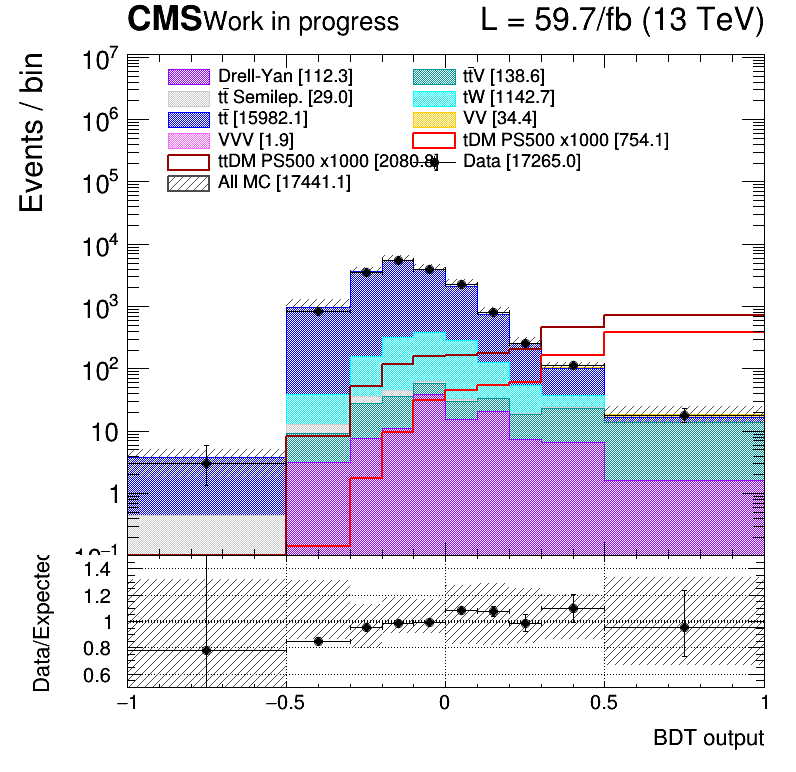 CMS Work in progress L = 59.7/fb (13 TeV)
Events / bin
10⁷
10⁶
10⁵
10⁴
10³
10²
10
1
10⁻¹
Drell-Yan [112.3] tt̄V [138.6]
tt̄ Semilep. [29.0] tW [1142.7]
tt̄ [15982.1] VV [34.4]
VVV [1.9] tDM PS500 x1000 [754.1]
ttDM PS500 x1000 [2080.8] Data [17265.0]
All MC [17441.1]
Data/Expected
1.4
1.2
1
0.8
0.6
−1 −0.5 0 0.5 1
BDT output